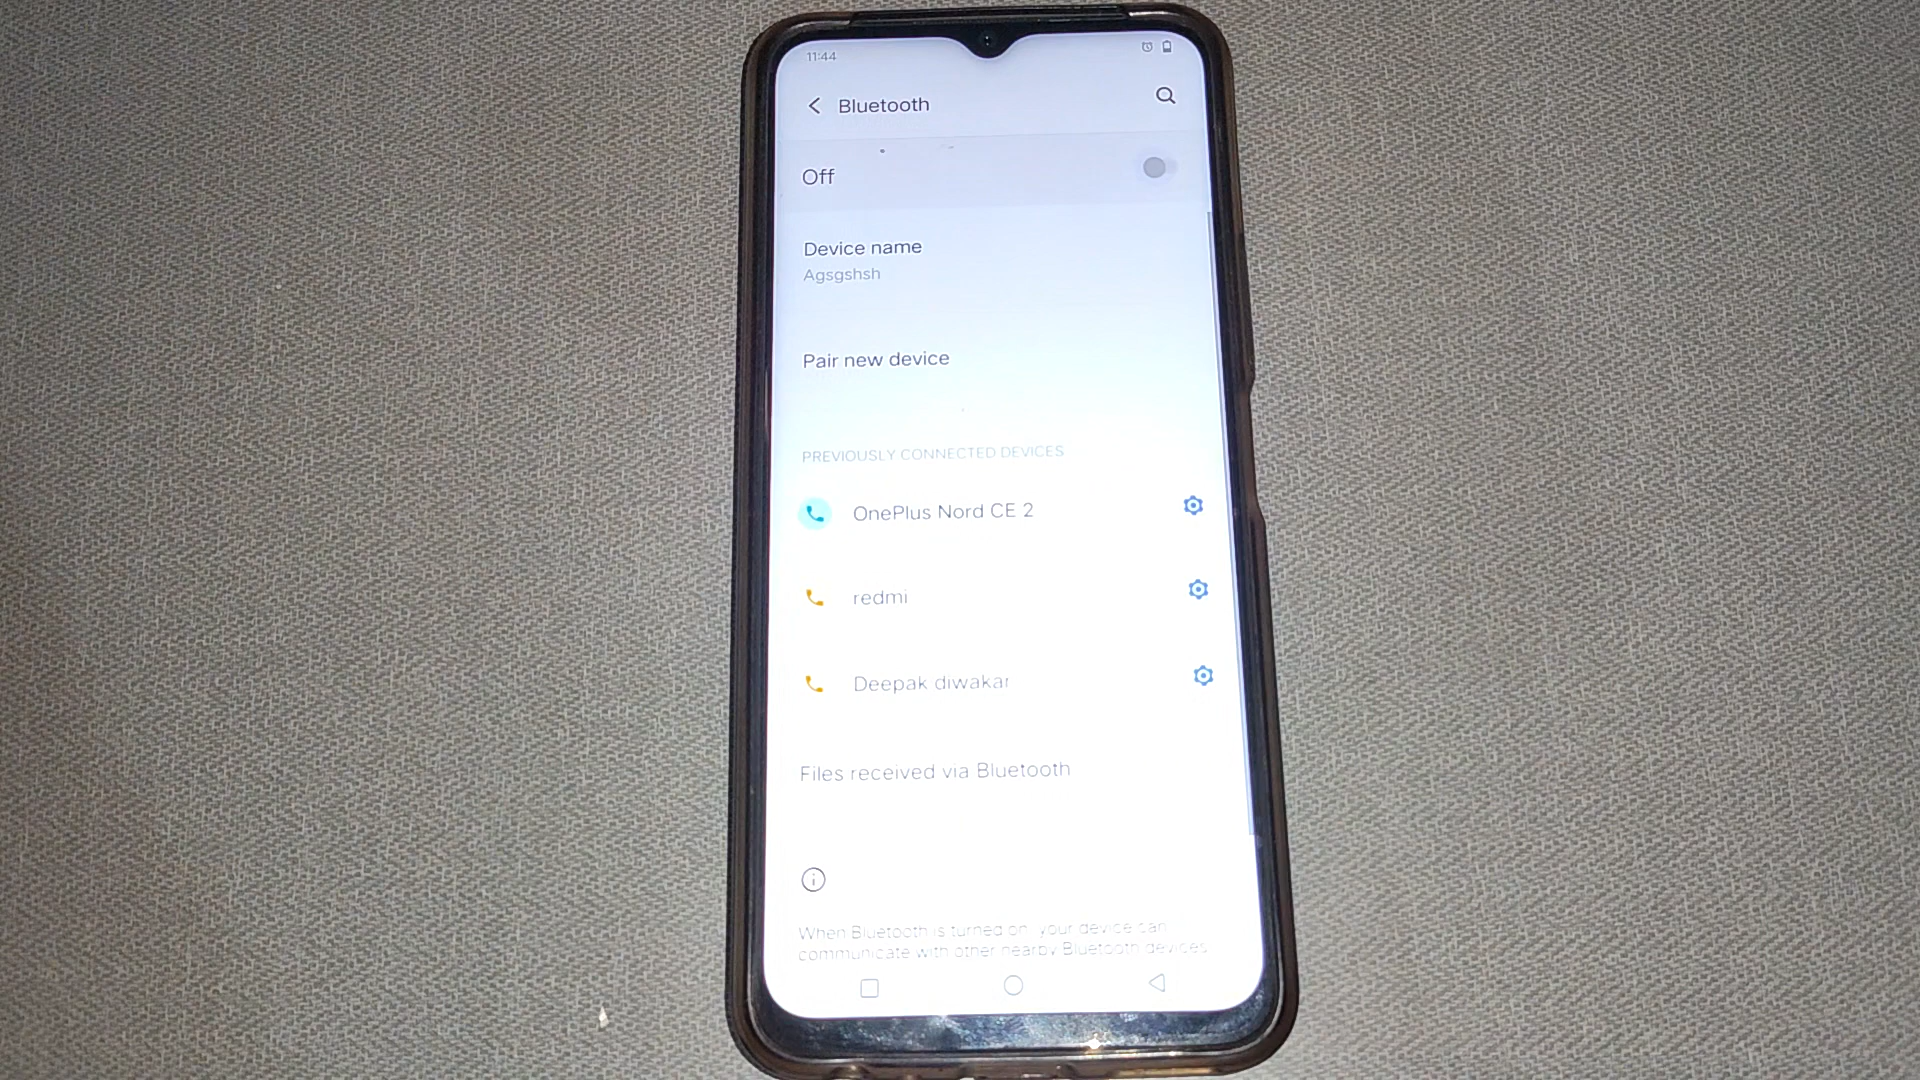 11:44
Bluetooth
Off
Device name
Agsgshsh
Pair new device
PREVIOUSLY CONNECTED DEVICES
OnePlus Nord CE 2
redmi
Deepak diwakar
Files received via Bluetooth
When Bluetooth is turned on, your device can
communicate with other nearby Bluetooth devices